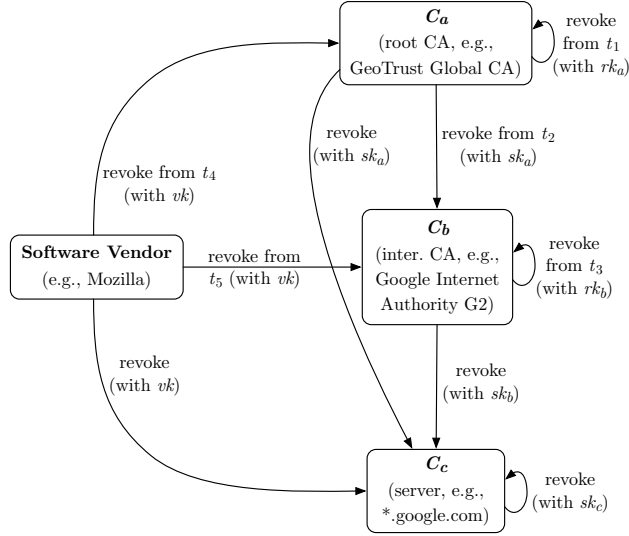 C_a
(root CA, e.g.,
GeoTrust Global CA)
revoke
from t_1
(with rk_a)
revoke
(with sk_a)
revoke from t_2
(with sk_a)
revoke from t_4
(with vk)
Software Vendor
(e.g., Mozilla)
revoke from
t_5 (with vk)
C_b
(inter. CA, e.g.,
Google Internet
Authority G2)
revoke
from t_3
(with rk_b)
revoke
(with vk)
revoke
(with sk_b)
C_c
(server, e.g.,
*.google.com)
revoke
(with sk_c)